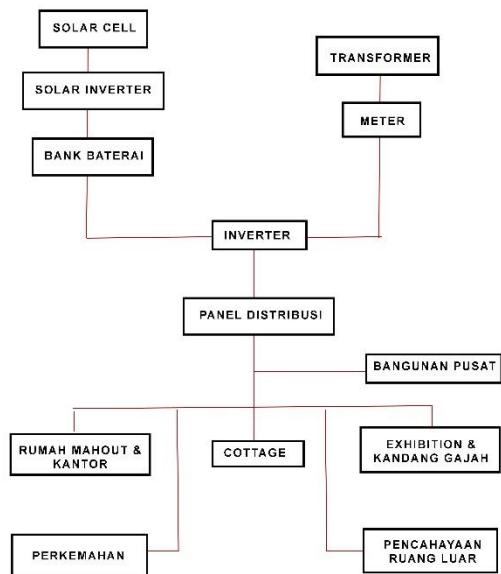 SOLAR CELL
TRANSFORMER
SOLAR INVERTER
METER
BANK BATERAI
INVERTER
PANEL DISTRIBUSI
BANGUNAN PUSAT
RUMAH MAHOUT &
KANTOR
COTTAGE
EXHIBITION &
KANDANG GAJAH
PERKEMAHAN
PENCAHAYAAN
RUANG LUAR